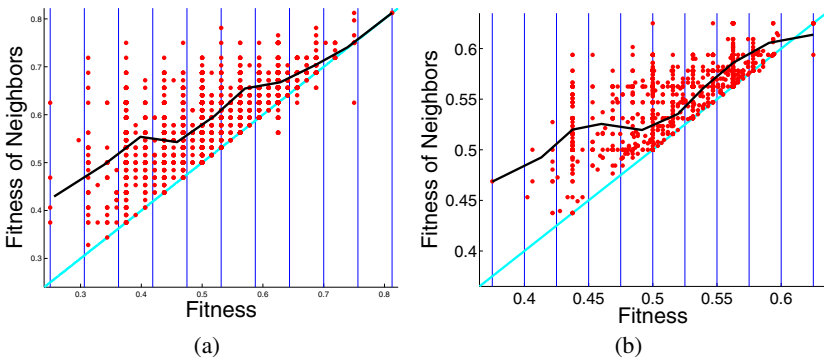 Fitness of Neighbors
0.8
0.7
0.6
0.5
0.4
0.3
0.3 0.4 0.5 0.6 0.7 0.8
Fitness
(a)
Fitness of Neighbors
0.6
0.55
0.5
0.45
0.4
0.4 0.45 0.5 0.55 0.6
Fitness
(b)